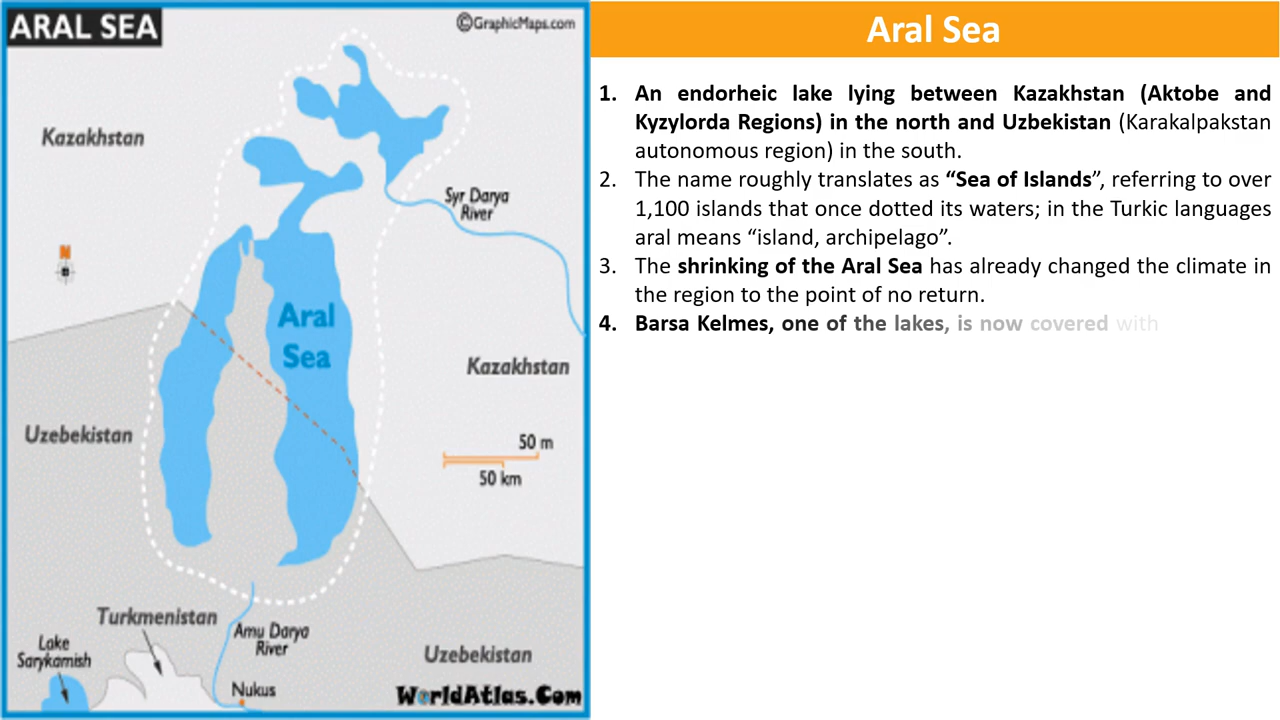 ARAL SEA
©GraphicMaps.com
Kazakhstan
Syr Darya
River
N
Aral
Sea
Kazakhstan
Uzebekistan
50 m
50 km
Turkmenistan
Lake
Sarykamish
Amu Darya
River
Uzebekistan
Nukus
WorldAtlas.Com
Aral Sea
1. An endorheic lake lying between Kazakhstan (Aktobe and
Kyzylorda Regions) in the north and Uzbekistan (Karakalpakstan
autonomous region) in the south.
2. The name roughly translates as “Sea of Islands”, referring to over
1,100 islands that once dotted its waters; in the Turkic languages
aral means “island, archipelago”.
3. The shrinking of the Aral Sea has already changed the climate in
the region to the point of no return.
4. Barsa Kelmes, one of the lakes, is now covered with